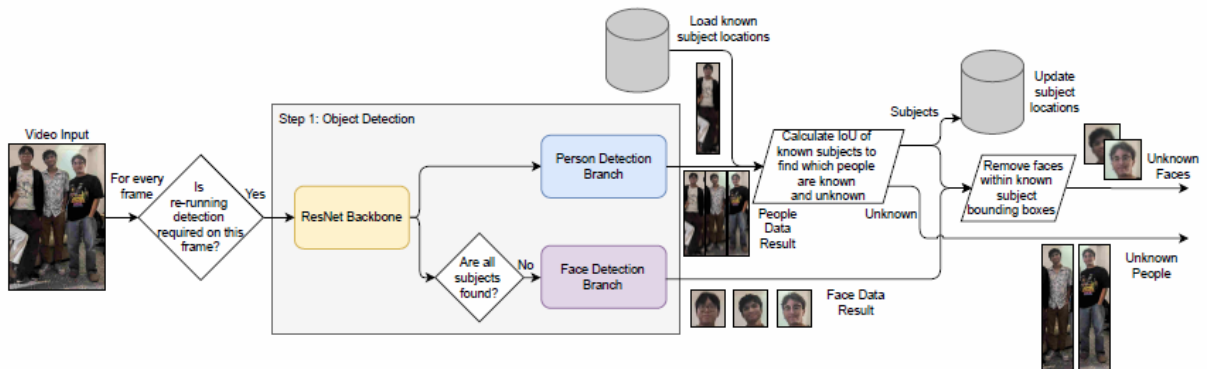 Load known
subject locations
Update
subject
locations
Step 1: Object Detection
Video Input
For every
frame
Is
re-running
detection
required on this
frame?
Yes
ResNet Backbone
Person Detection
Branch
Are all
subjects
found?
No
Face Detection
Branch
People
Data
Result
Face Data
Result
Calculate IoU of
known subjects to
find which people
are known
and unknown
Subjects
Unknown
Remove faces
within known
subject
bounding boxes
Unknown
Faces
Unknown
People